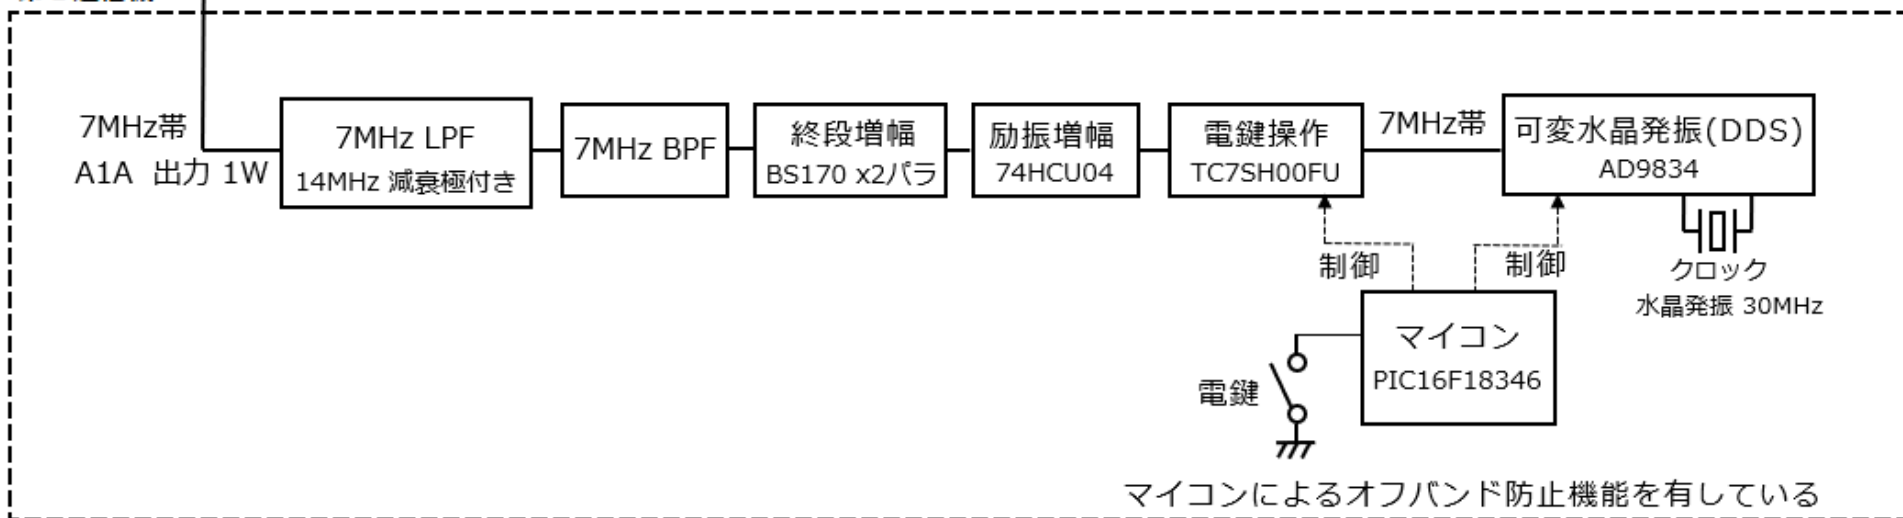 7MHz帯
A1A 出力 1W
7MHz LPF
14MHz 減衰極付き
7MHz BPF
終段増幅
BS170 x2パラ
励振増幅
74HCU04
電鍵操作
TC7SH00FU
7MHz帯
可変水晶発振(DDS)
AD9834
制御
制御
クロック
水晶発振 30MHz
マイコン
PIC16F18346
電鍵
マイコンによるオフバンド防止機能を有している